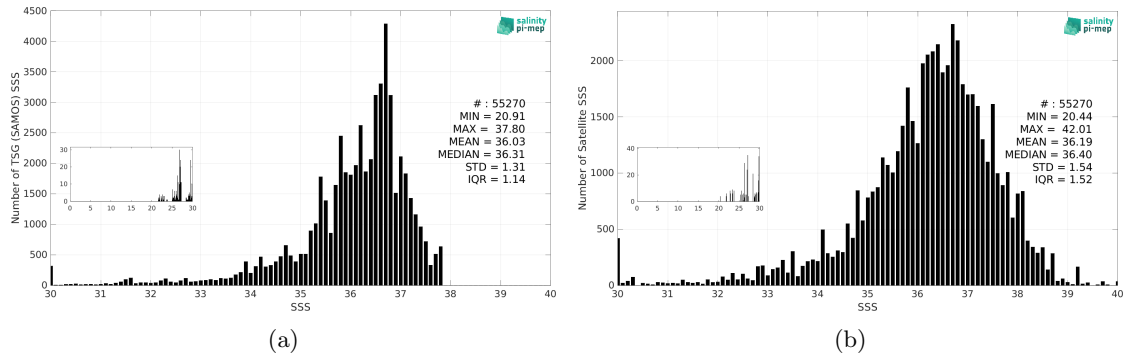 4500
4000
3500
3000
2500
2000
1500
1000
500
0
Number of TSG (SAMOS) SSS
salinity
pi-mep
# : 55270
MIN = 20.91
MAX = 37.80
MEAN = 36.03
MEDIAN = 36.31
STD = 1.31
IQR = 1.14
30
20
10
0
0 5 10 15 20 25 30
30 31 32 33 34 35 36 37 38 39 40
SSS
(a)
2000
1500
1000
500
0
Number of Satellite SSS
salinity
pi-mep
# : 55270
MIN = 20.44
MAX = 42.01
MEAN = 36.19
MEDIAN = 36.40
STD = 1.54
IQR = 1.52
40
20
0
0 5 10 15 20 25 30
30 31 32 33 34 35 36 37 38 39 40
SSS
(b)